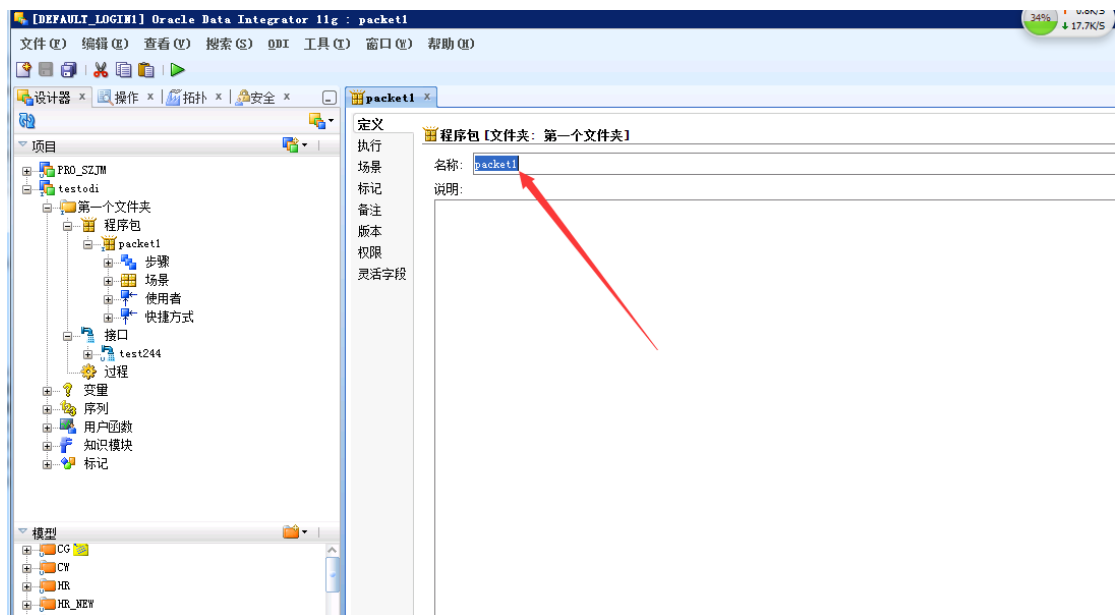 [DEFAULT_LOGIN1] Oracle Data Integrator 11g : packet1
34%
0.8K/S
17.7K/S
文件(F) 编辑(E) 查看(V) 搜索(S) ODI 工具(T) 窗口(W) 帮助(H)
设计器 操作 拓扑 安全
packet1
项目
PRO_SZJM
testodi
第一个文件夹
程序包
packet1
步骤
场景
使用者
快捷方式
接口
test244
过程
变量
序列
用户函数
知识模块
标记
模型
CG
CW
HR
HR_NEW
定义
执行
场景
标记
备注
版本
权限
灵活字段
程序包 [文件夹: 第一个文件夹]
名称: packet1
说明: